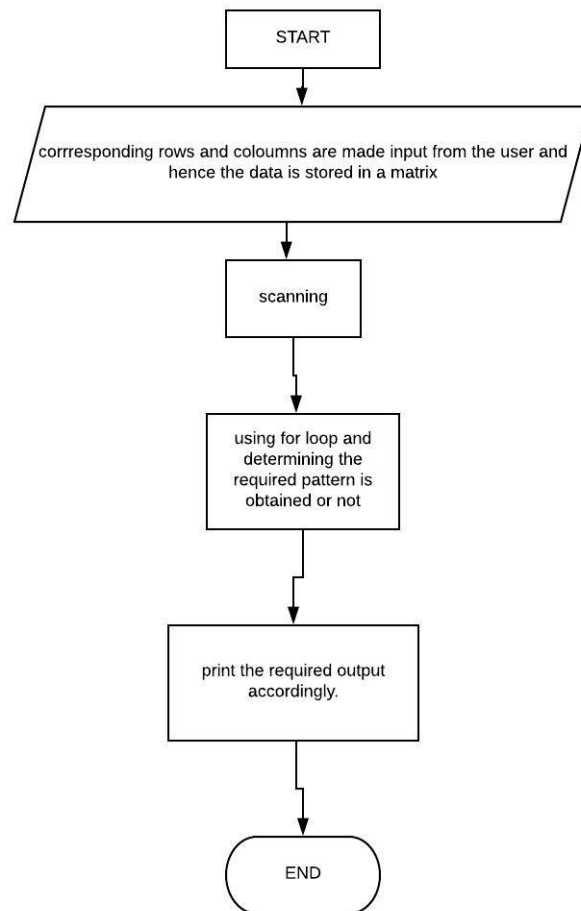 START
corrresponding rows and coloumns are made input from the user and
hence the data is stored in a matrix
scanning
using for loop and
determining the
required pattern is
obtained or not
print the required output
accordingly.
END